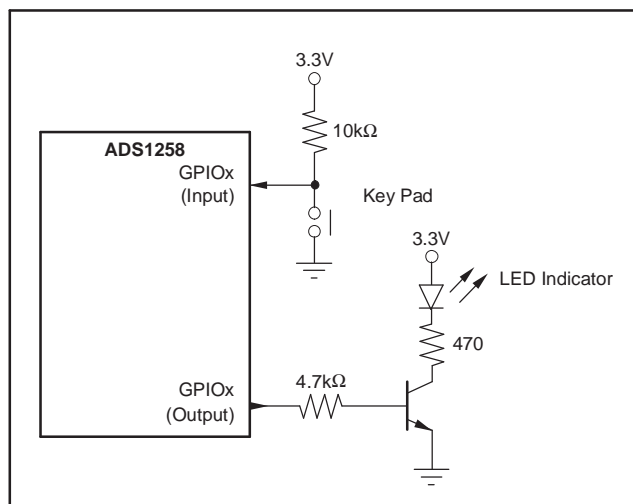 3.3V
10kΩ
ADS1258
GPIOx
(Input)
Key Pad
3.3V
LED Indicator
470
4.7kΩ
GPIOx
(Output)